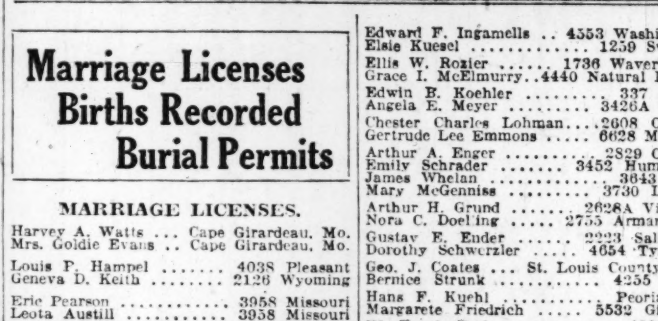 Marriage Licenses
Births Recorded
Burial Permits
MARRIAGE LICENSES.
Harvey A. Watts ... Cape Girardeau, Mo.
Mrs. Goldie Evans .. Cape Girardeau, Mo.
Louis P. Hampel ....... 4038 Pleasant
Geneva D. Keith ........ 2126 Wyoming
Eric Pearson ............ 3958 Missouri
Leota Austill ........... 3958 Missouri
Edward F. Ingamells .. 4553 Washi
Elsie Kuesel ............ 1259
Ellis W. Rozier ...... 1736 Waver
Grace I. McElmurry..4440 Natural
Edwin B. Koehler ........ 337
Angela E. Meyer ........ 3426A
Chester Charles Lohman....2608
Gertrude Lee Emmons ..... 6628 M
Arthur A. Enger ........ 2829
Emily Schrader ........ 3452 Hum
James Whelan ............ 3643
Mary McGenniss .......... 3730
Arthur H. Grund ........ 2628A Vi
Nora C. Doelling ..... 2755 Arman
Gustav E. Ender ....... 2223 Sal
Dorothy Schwerzler .... 4654 Ty
Geo. J. Coates ... St. Louis County
Bernice Strunk ............ 4255
Hans F. Kuehl ........... Peori
Margarete Friedrich ..... 5532 Gi